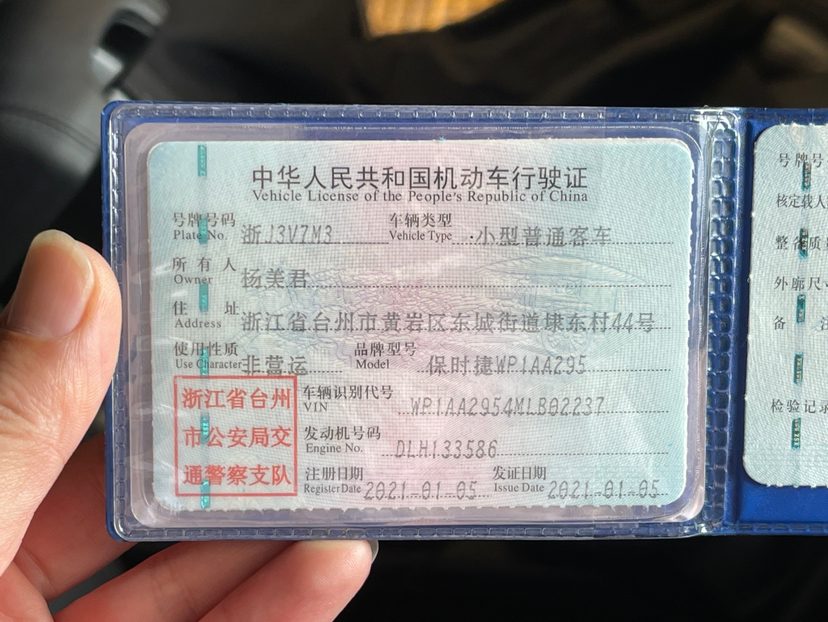 中华人民共和国机动车行驶证
Vehicle License of the People's Republic of China
号牌号码 Plate No. 浙J3V7M3 车辆类型 Vehicle Type 小型普通客车
所有人 Owner 杨美君
住址 Address 浙江省台州市黄岩区东城街道埭东村44号
使用性质 Use Character 非营运 品牌型号 Model 保时捷WP1AA295
浙江省台州
市公安局交
通警察支队
车辆识别代号 VIN WP1AA2954MLB02237
发动机号码 Engine No. DLH133586
注册日期 Register Date 2021-01-05 发证日期 Issue Date 2021-01-05
号牌号
核定载人
整备质
外廓尺
备 注
检验记录